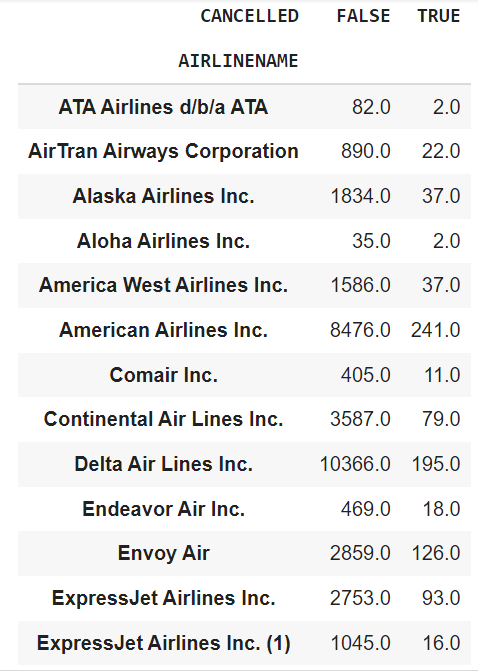 CANCELLED FALSE TRUE
AIRLINENAME
ATA Airlines d/b/a ATA 82.0 2.0
AirTran Airways Corporation 890.0 22.0
Alaska Airlines Inc. 1834.0 37.0
Aloha Airlines Inc. 35.0 2.0
America West Airlines Inc. 1586.0 37.0
American Airlines Inc. 8476.0 241.0
Comair Inc. 405.0 11.0
Continental Air Lines Inc. 3587.0 79.0
Delta Air Lines Inc. 10366.0 195.0
Endeavor Air Inc. 469.0 18.0
Envoy Air 2859.0 126.0
ExpressJet Airlines Inc. 2753.0 93.0
ExpressJet Airlines Inc. (1) 1045.0 16.0